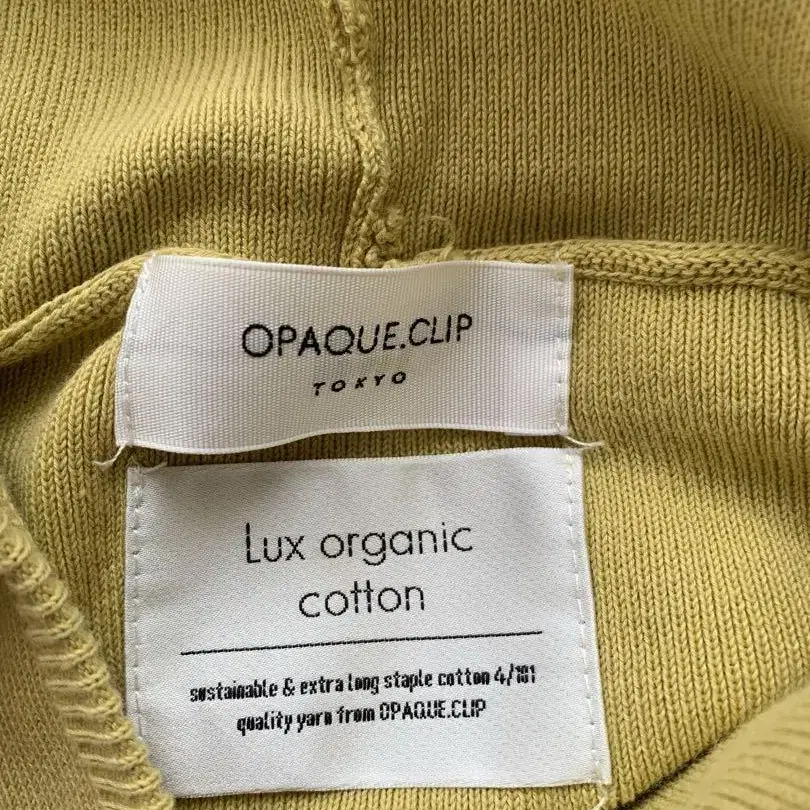 OPAQUE.CLIP
TOKYO
Lux organic
cotton
sustainable & extra long staple cotton 4/101
quality yarn from OPAQUE.CLIP